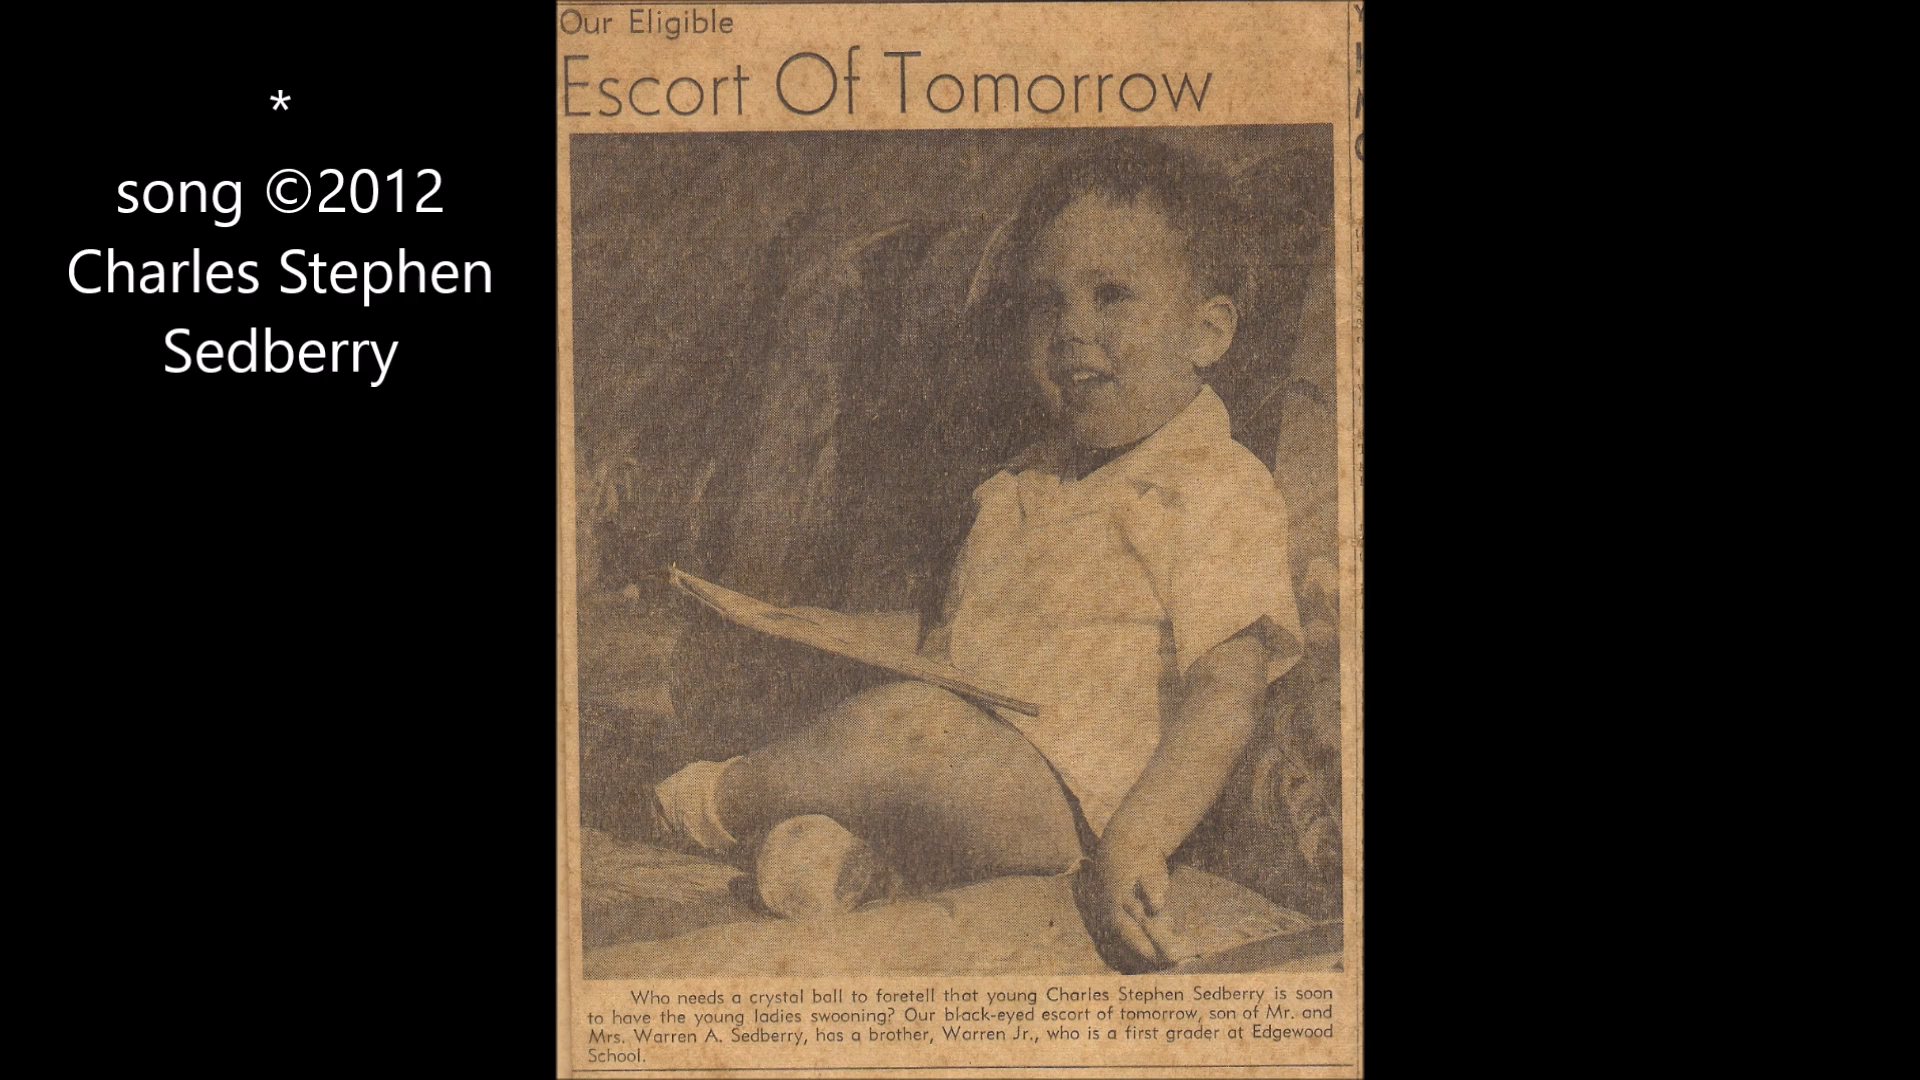 *
song ©2012
Charles Stephen
Sedberry
Our Eligible
Escort Of Tomorrow
Who needs a crystal ball to foretell that young Charles Stephen Sedberry is soon
to have the young ladies swooning? Our black-eyed escort of tomorrow, son of Mr. and
Mrs. Warren A. Sedberry, has a brother, Warren Jr., who is a first grader at Edgewood
School.